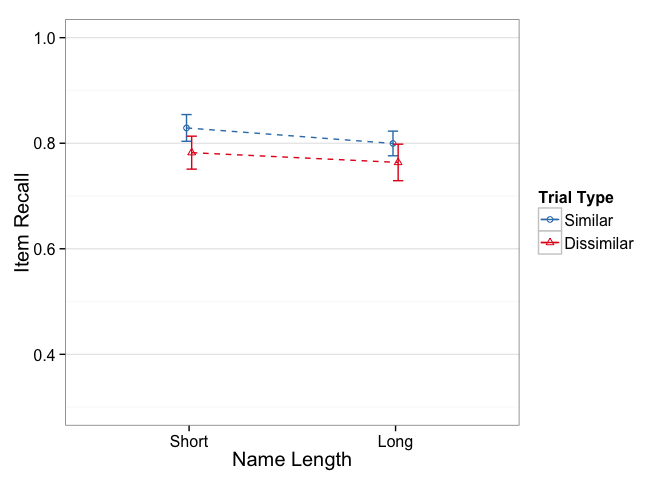 1.0
0.8
0.6
0.4
Item Recall
Short
Long
Name Length
Trial Type
Similar
Dissimilar